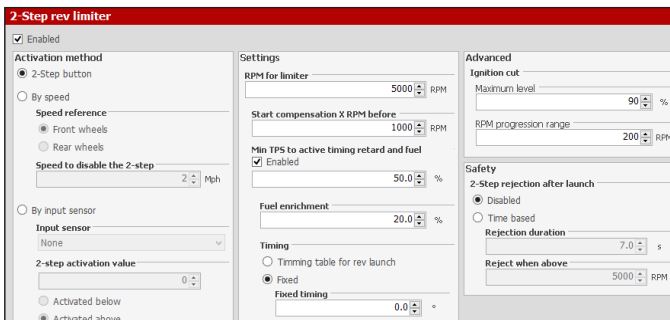 2-Step rev limiter
Enabled
Activation method
2-Step button
By speed
Speed reference
Front wheels
Rear wheels
Speed to disable the 2-step
2 Mph
By input sensor
Input sensor
None
2-step activation value
0
Activated below
Activated above
Settings
RPM for limiter
5000 RPM
Start compensation X RPM before
1000 RPM
Min TPS to active timing retard and fuel
Enabled
50.0 %
Fuel enrichment
20.0 %
Timing
Timming table for rev launch
Fixed
Fixed timing
0.0 °
Advanced
Ignition cut
Maximum level
90 %
RPM progression range
200 RPM
Safety
2-Step rejection after launch
Disabled
Time based
Rejection duration
7.0 s
Reject when above
5000 RPM